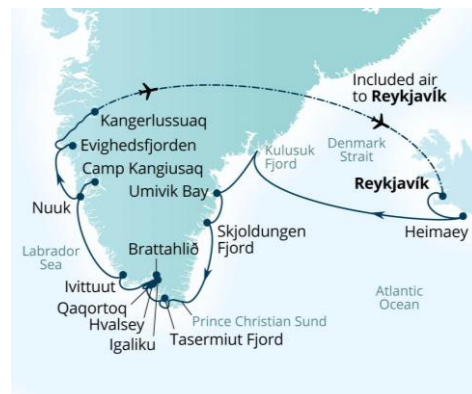 Included air
to Reykjavík
Kangerlussuaq
Kulusuk
Fjord
Denmark
Strait
Evighedsfjorden
Camp Kangiusaq
Umivik Bay
Reykjavík
Nuuk
Heimaey
Skjoldungen
Fjord
Labrador
Sea
Brattahlið
Ivittuut
Atlantic
Ocean
Qaqortoq
Prince Christian Sund
Hvalsey
Tasermiut Fjord
Igaliku